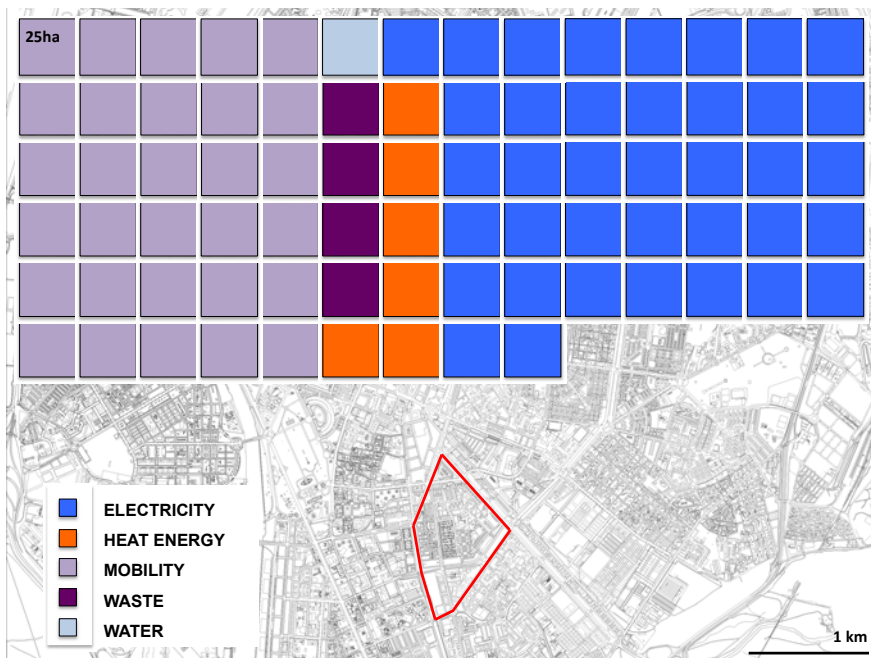 25ha
ELECTRICITY
HEAT ENERGY
MOBILITY
WASTE
WATER
1 km